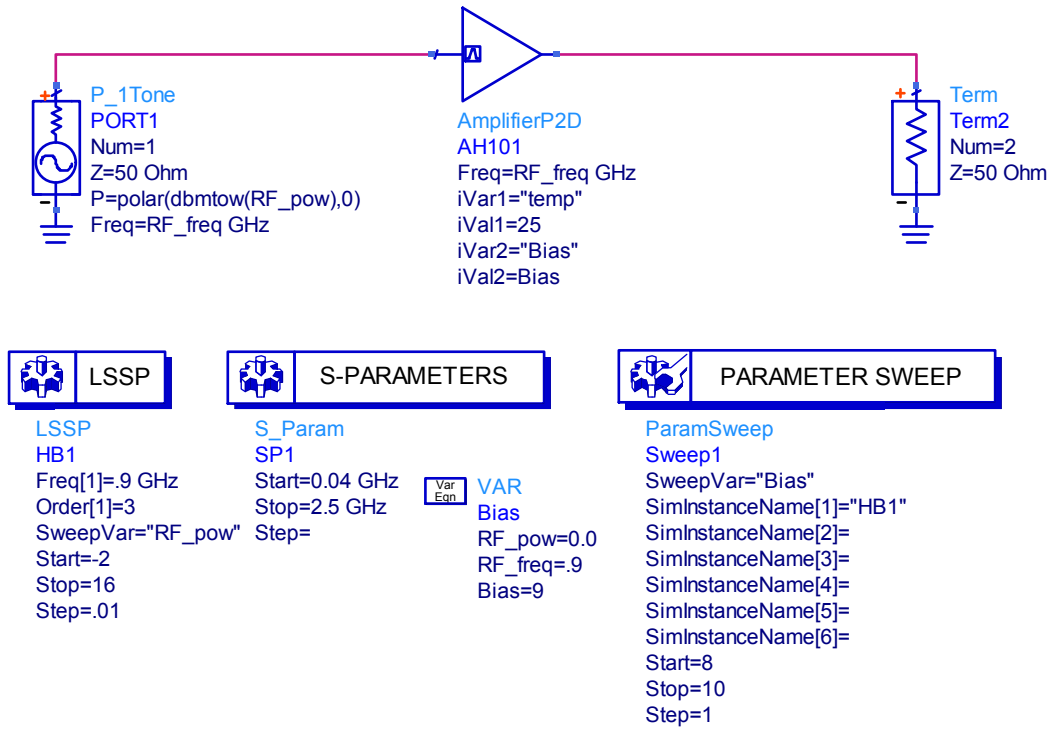 P_1Tone
PORT1
Num=1
Z=50 Ohm
P=polar(dbmtow(RF_pow),0)
Freq=RF_freq GHz
AmplifierP2D
AH101
Freq=RF_freq GHz
iVar1="temp"
iVal1=25
iVar2="Bias"
iVal2=Bias
Term
Term2
Num=2
Z=50 Ohm
LSSP
LSSP
HB1
Freq[1]=.9 GHz
Order[1]=3
SweepVar="RF_pow"
Start=-2
Stop=16
Step=.01
S-PARAMETERS
S_Param
SP1
Start=0.04 GHz
Stop=2.5 GHz
Step=
Var
Eqn
VAR
Bias
RF_pow=0.0
RF_freq=.9
Bias=9
PARAMETER SWEEP
ParamSweep
Sweep1
SweepVar="Bias"
SimInstanceName[1]="HB1"
SimInstanceName[2]=
SimInstanceName[3]=
SimInstanceName[4]=
SimInstanceName[5]=
SimInstanceName[6]=
Start=8
Stop=10
Step=1